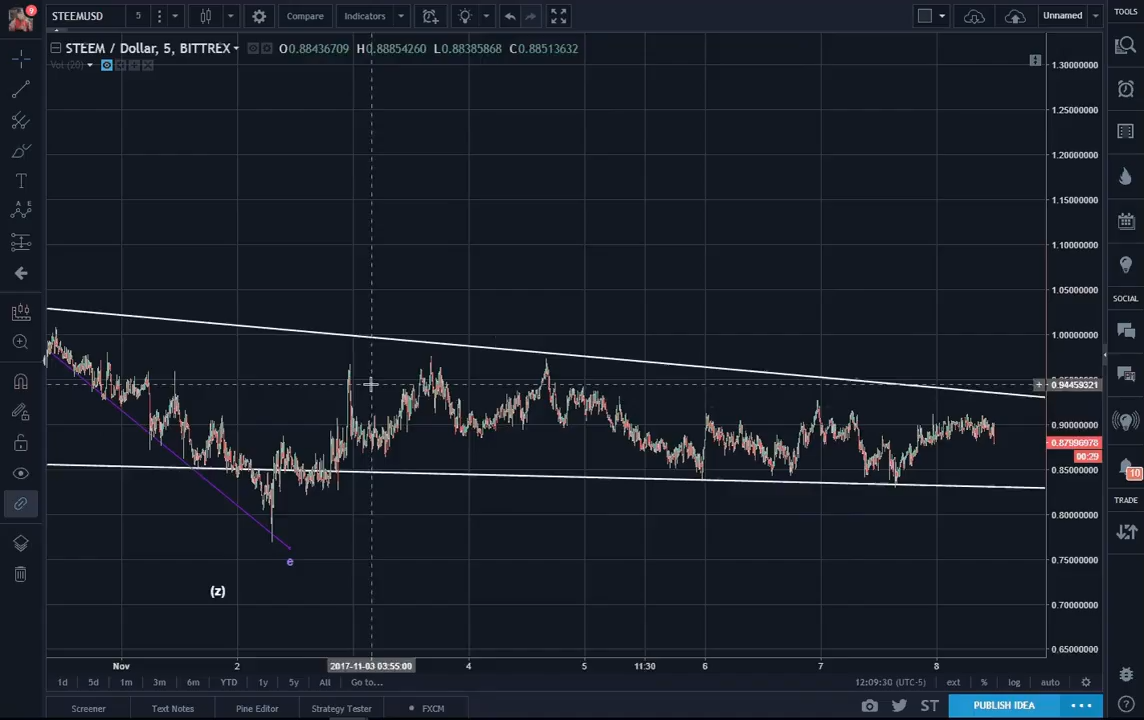 9
STEEMUSD
5
Compare
Indicators
Unnamed
TOOLS
STEEM / Dollar, 5, BITTREX
O0.88436709 H0.88854260 L0.88385868 C0.88513632
Vol (20)
1.30000000
1.25000000
1.20000000
1.15000000
1.10000000
1.05000000
1.00000000
0.94459321
0.90000000
0.87996978
00:29
0.85000000
0.80000000
0.75000000
0.70000000
0.65000000
SOCIAL
10
TRADE
A E
e
(z)
Nov
2
2017-11-03 03:55:00
4
5
11:30
6
7
8
1d
5d
1m
3m
6m
YTD
1y
5y
All
Go to...
12:09:30 (UTC-5)
ext
%
log
auto
Screener
Text Notes
Pine Editor
Strategy Tester
FXCM
ST
PUBLISH IDEA